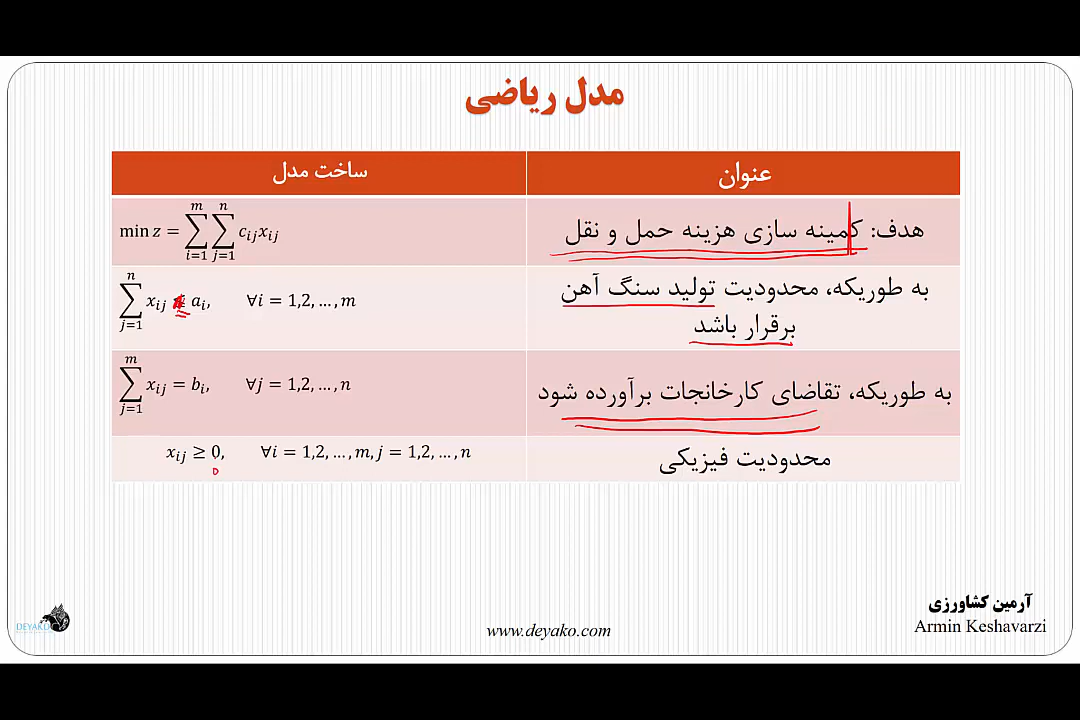 مدل ریاضی
عنوان
ساخت مدل
هدف: کمینه سازی هزینه حمل و نقل
min z = ∑_{i=1}^{m} ∑_{j=1}^{n} c_{ij}x_{ij}
به طوریکه، محدودیت تولید سنگ آهن
برقرار باشد
∑_{j=1}^{n} x_{ij} a_i, ∀i = 1,2, …, m
به طوریکه، تقاضای کارخانجات برآورده شود
∑_{j=1}^{m} x_{ij} = b_i, ∀j = 1,2, …, n
محدودیت فیزیکی
x_{ij} ≥ 0, ∀i = 1,2, …, m, j = 1,2, …, n
آرمین کشاورزی
Armin Keshavarzi
www.deyako.com
DEYAKO